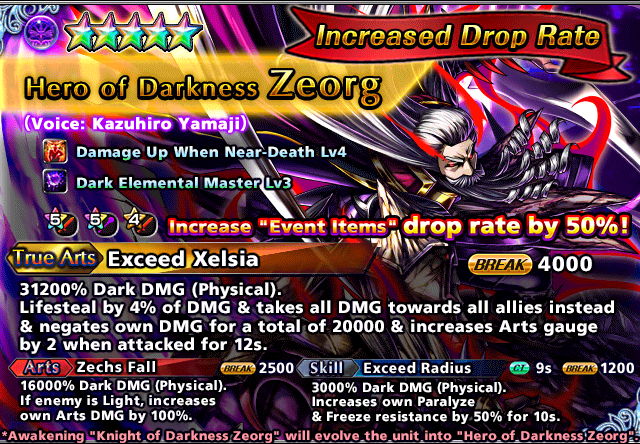 Increased Drop Rate
Hero of Darkness Zeorg
(Voice: Kazuhiro Yamaji)
Damage Up When Near-Death Lv4
Dark Elemental Master Lv3
5 5 4
Increase "Event Items" drop rate by 50%!
True Arts Exceed Xelsia BREAK 4000
31200% Dark DMG (Physical).
Lifesteal by 4% of DMG & takes all DMG towards all allies instead
& negates own DMG for a total of 20000 & increases Arts gauge
by 2 when attacked for 12s.
Arts Zechs Fall BREAK 2500
16000% Dark DMG (Physical).
If enemy is Light, increases
own Arts DMG by 100%.
Skill Exceed Radius CT 9s BREAK 1200
3000% Dark DMG (Physical).
Increases own Paralyze
& Freeze resistance by 50% for 10s.
*Awakening "Knight of Darkness Zeorg" will evolve the unit into "Hero of Darkness Zeorg"!